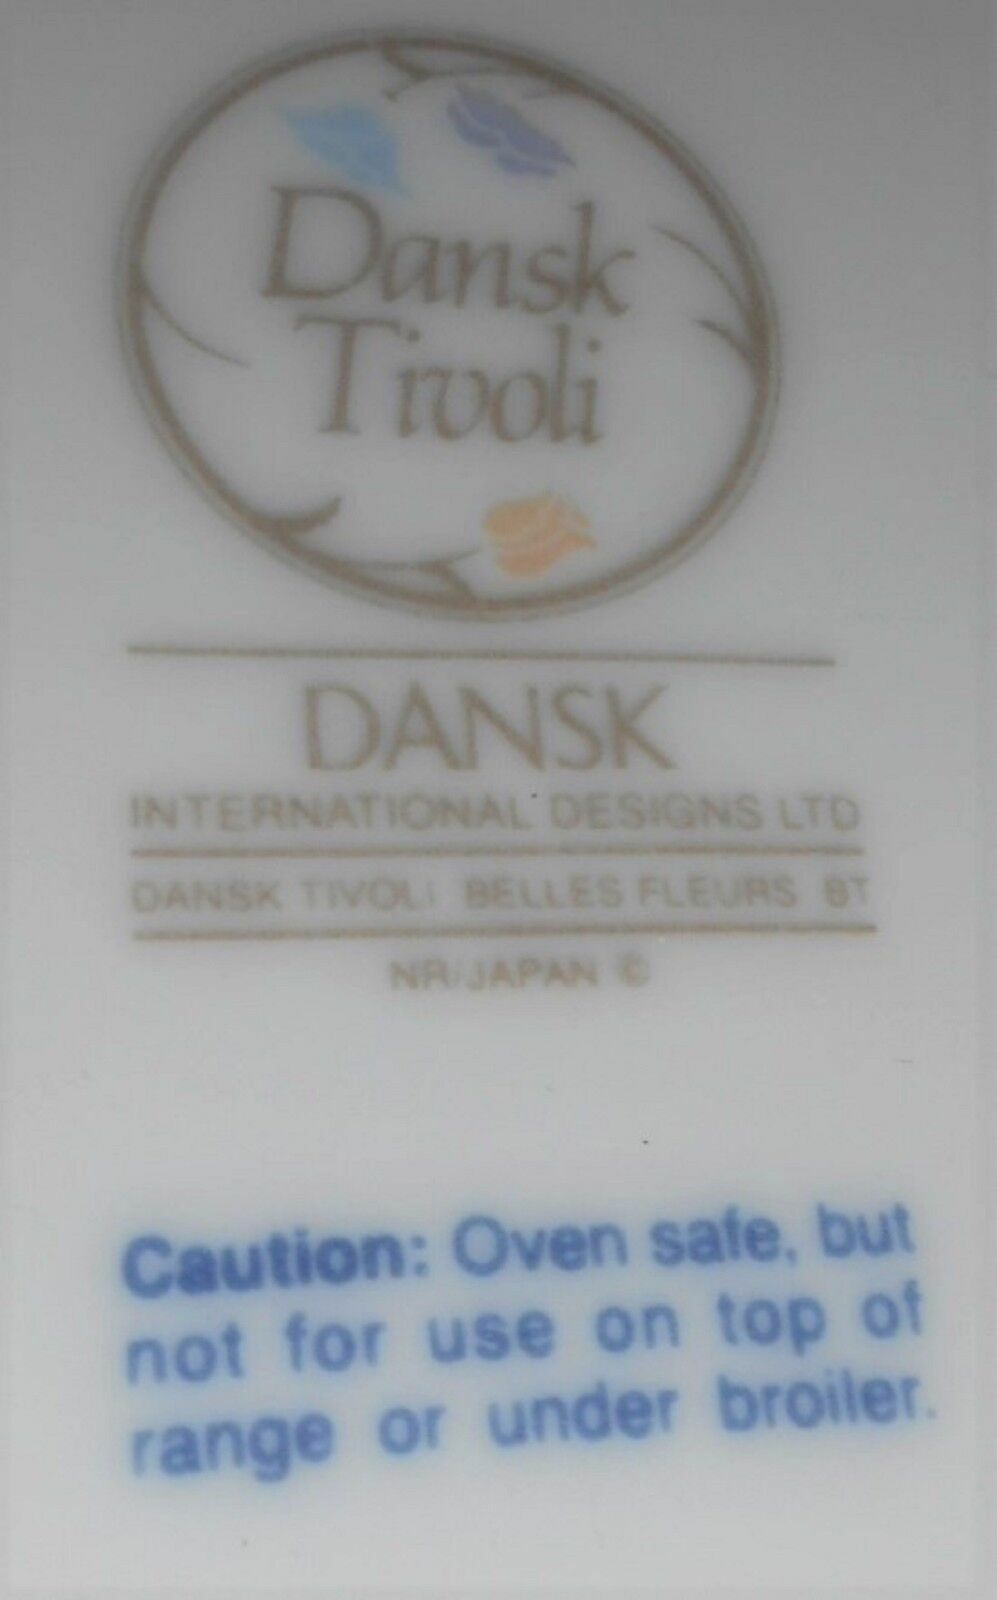 Dansk
Tivoli
DANSK
INTERNATIONAL DESIGNS LTD
DANSK TIVOLI BELLES FLEURS BT
NR/JAPAN ©
Caution: Oven safe, but
not for use on top of
range or under broiler.